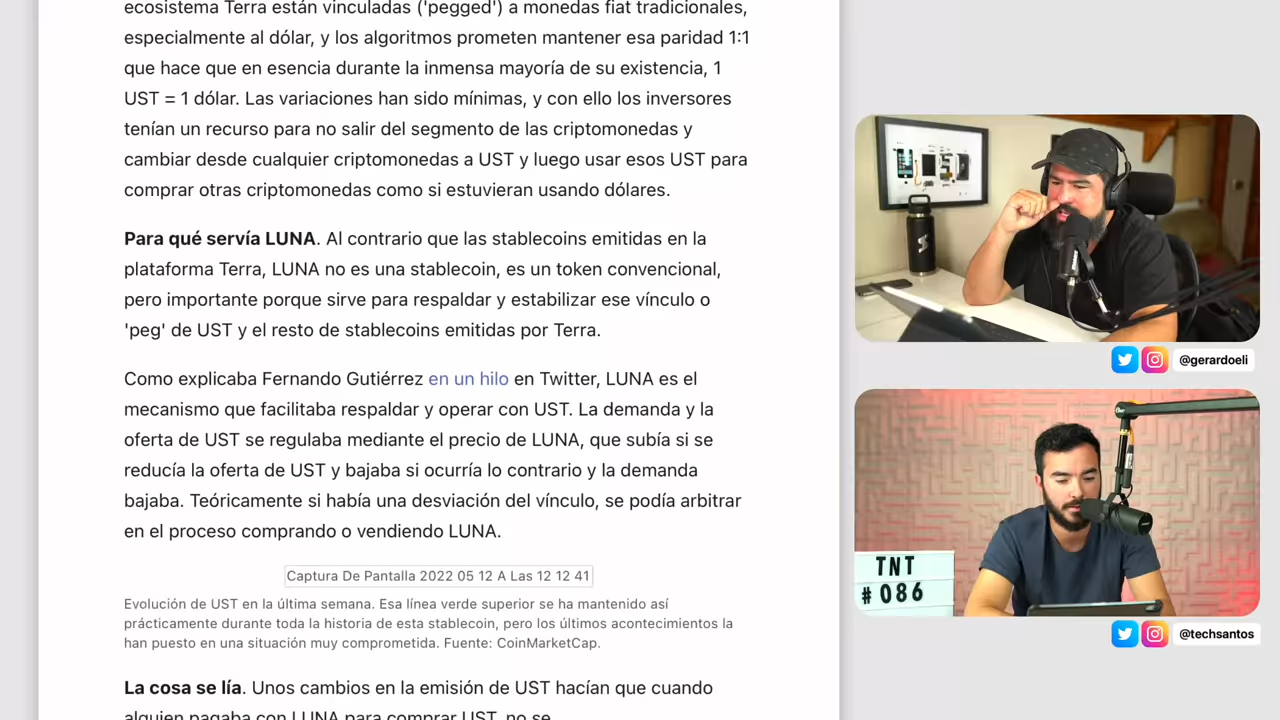 ecosistema Terra están vinculadas ('pegged') a monedas fiat tradicionales,
especialmente al dólar, y los algoritmos prometen mantener esa paridad 1:1
que hace que en esencia durante la inmensa mayoría de su existencia, 1
UST = 1 dólar. Las variaciones han sido mínimas, y con ello los inversores
tenían un recurso para no salir del segmento de las criptomonedas y
cambiar desde cualquier criptomonedas a UST y luego usar esos UST para
comprar otras criptomonedas como si estuvieran usando dólares.
Para qué servía LUNA. Al contrario que las stablecoins emitidas en la
plataforma Terra, LUNA no es una stablecoin, es un token convencional,
pero importante porque sirve para respaldar y estabilizar ese vínculo o
'peg' de UST y el resto de stablecoins emitidas por Terra.
Como explicaba Fernando Gutiérrez en un hilo en Twitter, LUNA es el
mecanismo que facilitaba respaldar y operar con UST. La demanda y la
oferta de UST se regulaba mediante el precio de LUNA, que subía si se
reducía la oferta de UST y bajaba si ocurría lo contrario y la demanda
bajaba. Teóricamente si había una desviación del vínculo, se podía arbitrar
en el proceso comprando o vendiendo LUNA.
Captura De Pantalla 2022 05 12 A Las 12 12 41
Evolución de UST en la última semana. Esa línea verde superior se ha mantenido así
prácticamente durante toda la historia de esta stablecoin, pero los últimos acontecimientos la
han puesto en una situación muy comprometida. Fuente: CoinMarketCap.
La cosa se lía. Unos cambios en la emisión de UST hacían que cuando
alguien pagaba con LUNA para comprar UST, no se
@gerardoeli
TNT
#086
@techsantos